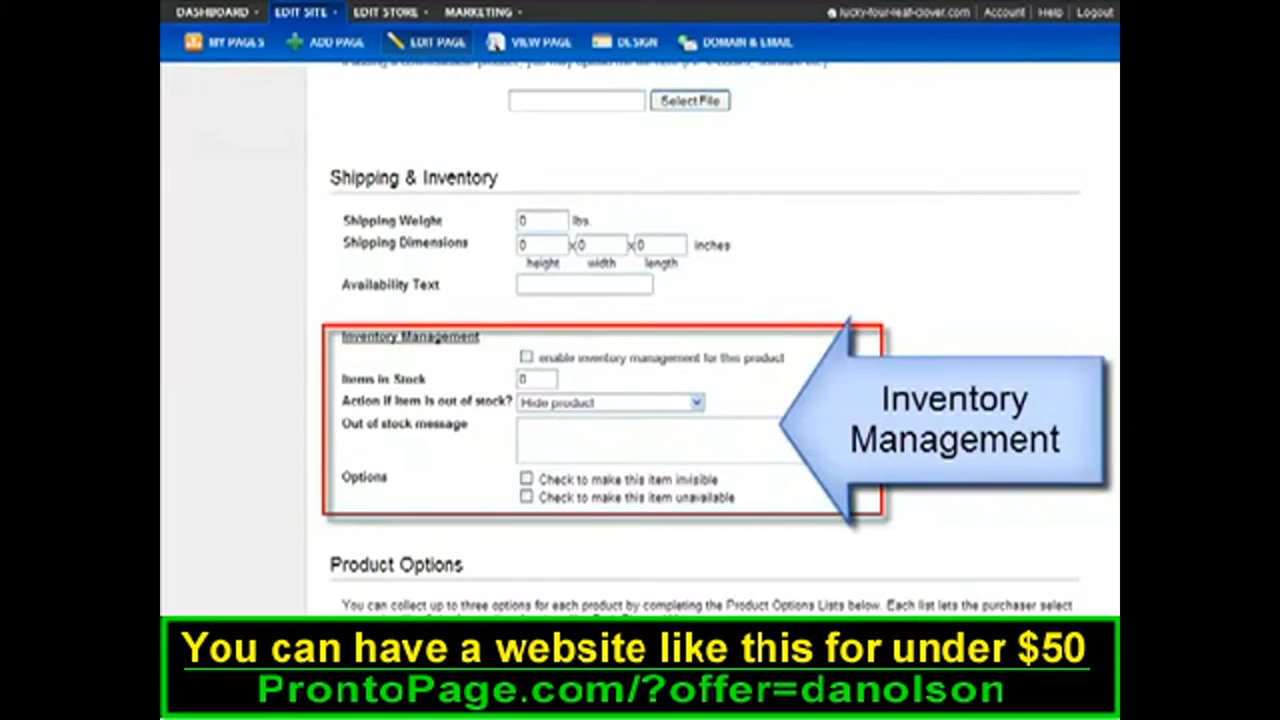 DASHBOARD EDIT SITE EDIT STORE MARKETING lucky-four-leaf-clover.com Account Help Logout
MY PAGES ADD PAGE EDIT PAGE VIEW PAGE DESIGN DOMAIN & EMAIL
Select File
Shipping & Inventory
Shipping Weight 0 lbs.
Shipping Dimensions 0 x 0 x 0 inches
height width length
Availability Text
Inventory Management
enable inventory management for this product
Items in Stock 0
Action if item is out of stock? Hide product
Out of stock message
Options Check to make this item invisible
Check to make this item unavailable
Inventory
Management
Product Options
You can collect up to three options for each product by completing the Product Options Lists below. Each list lets the purchaser select
You can have a website like this for under $50
ProntoPage.com/?offer=danolson